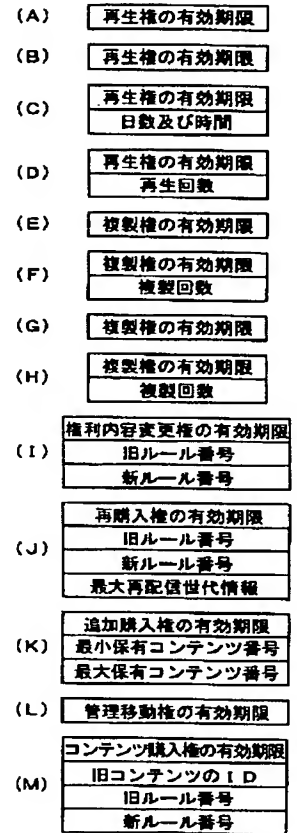 (A) 再生権の有効期限
(B) 再生権の有効期限
(C) 再生権の有効期限
日数及び時間
(D) 再生権の有効期限
再生回数
(E) 複製権の有効期限
(F) 複製権の有効期限
複製回数
(G) 複製権の有効期限
(H) 複製権の有効期限
複製回数
(I) 権利内容変更権の有効期限
旧ルール番号
新ルール番号
(J) 再購入権の有効期限
旧ルール番号
新ルール番号
最大再配信世代情報
(K) 追加購入権の有効期限
最小保有コンテンツ番号
最大保有コンテンツ番号
(L) 管理移動権の有効期限
(M) コンテンツ購入権の有効期限
旧コンテンツのID
旧ルール番号
新ルール番号